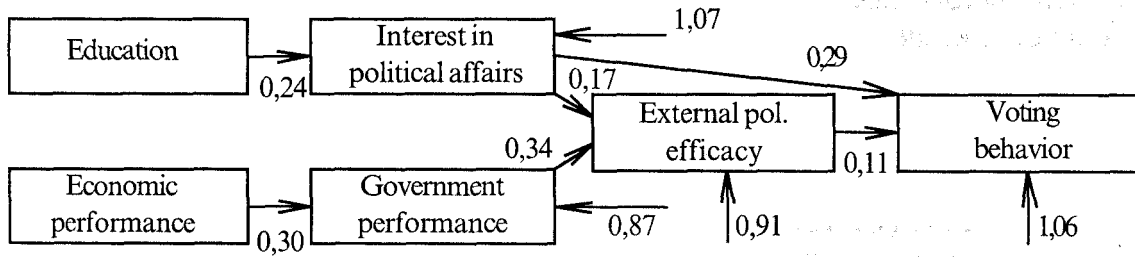 Education
0,24
Interest in
political affairs
1,07
0,17
0,29
External pol.
efficacy
0,11
Voting
behavior
Economic
performance
0,30
Government
performance
0,34
0,87
0,91
1,06